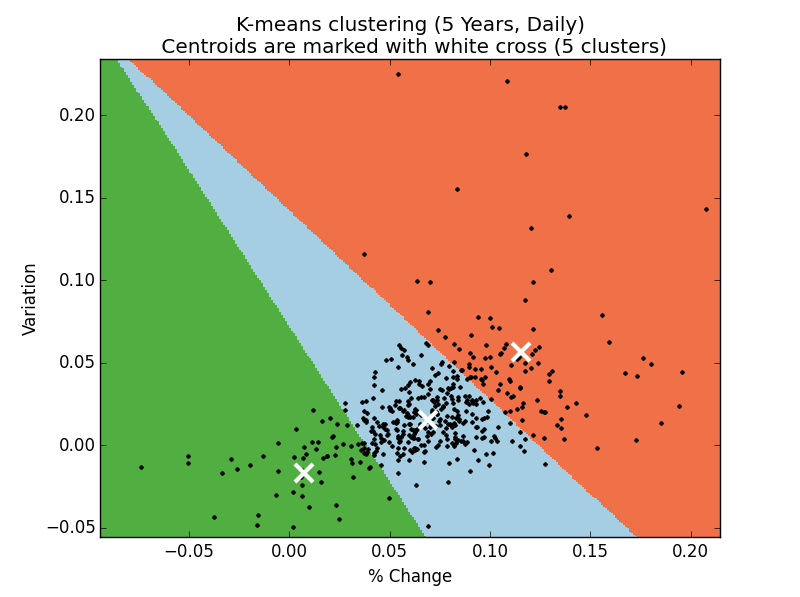 K-means clustering (5 Years, Daily)
Centroids are marked with white cross (5 clusters)
Variation
0.20
0.15
0.10
0.05
0.00
−0.05
−0.05 0.00 0.05 0.10 0.15 0.20
% Change